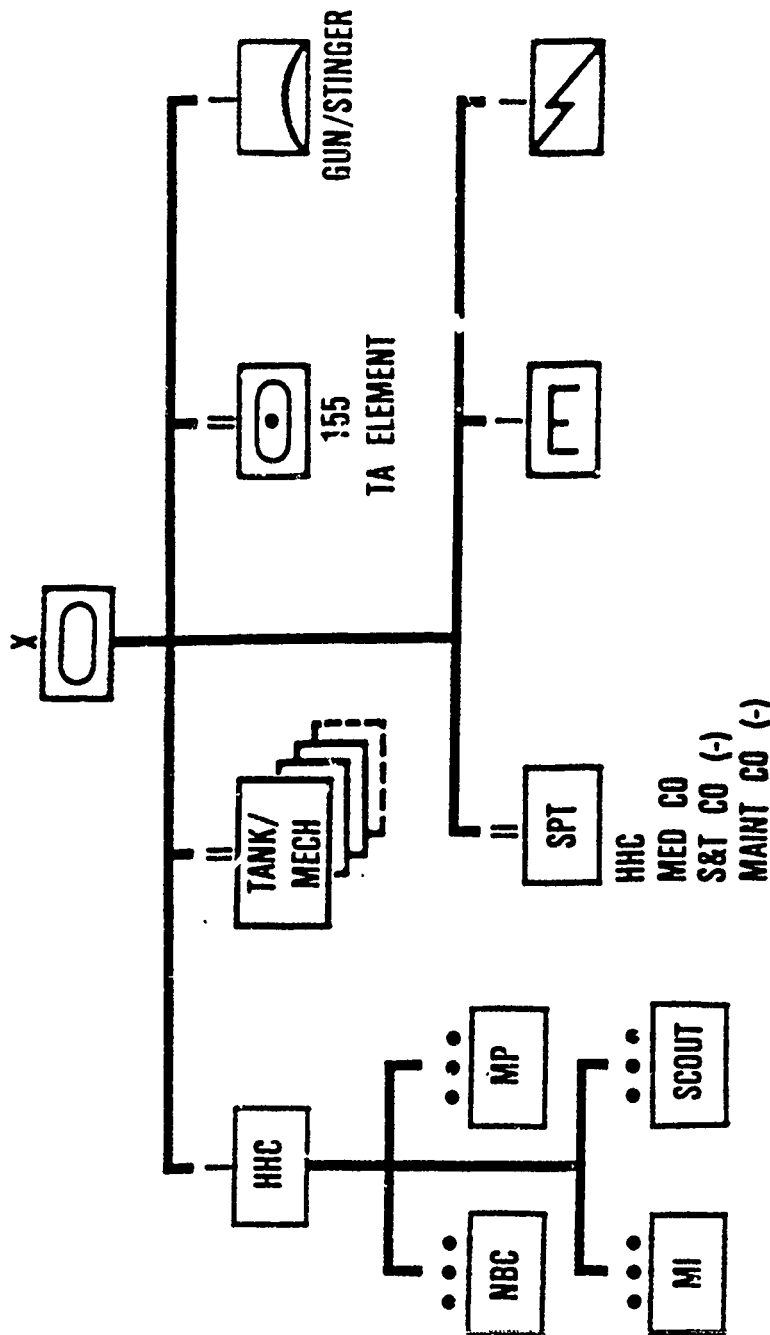 X
HHC
TANK/
MECH
155
TA ELEMENT
GUN/STINGER
NBC
MP
MI
SCOUT
SPT
HHC
MED CO
S&T CO (-)
MAINT CO (-)
E